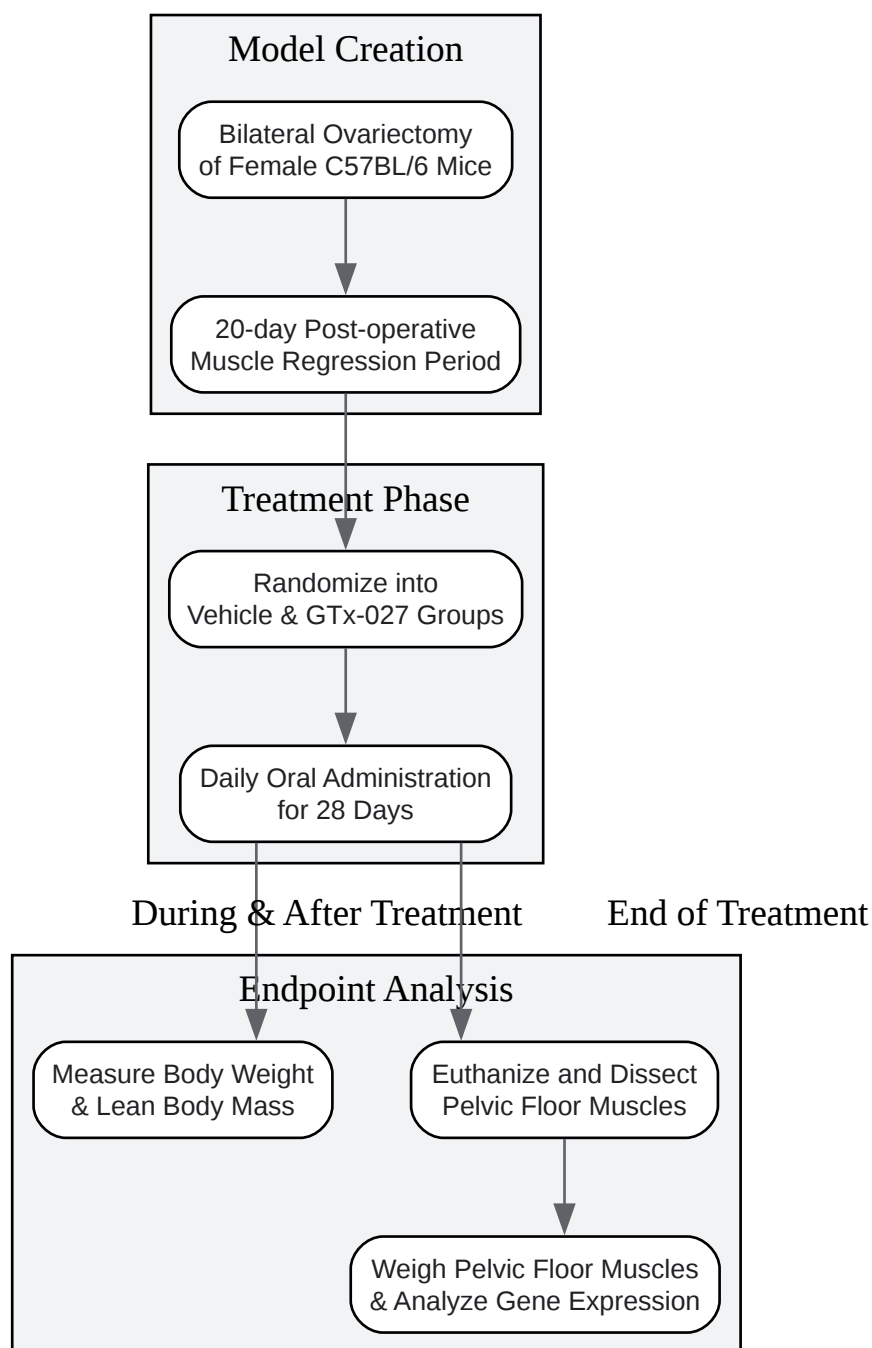 Model Creation
Bilateral Ovariectomy
of Female C57BL/6 Mice
20-day Post-operative
Muscle Regression Period
Treatment Phase
Randomize into
Vehicle & GTx-027 Groups
Daily Oral Administration
for 28 Days
During & After Treatment
End of Treatment
Endpoint Analysis
Measure Body Weight
& Lean Body Mass
Euthanize and Dissect
Pelvic Floor Muscles
Weigh Pelvic Floor Muscles
& Analyze Gene Expression